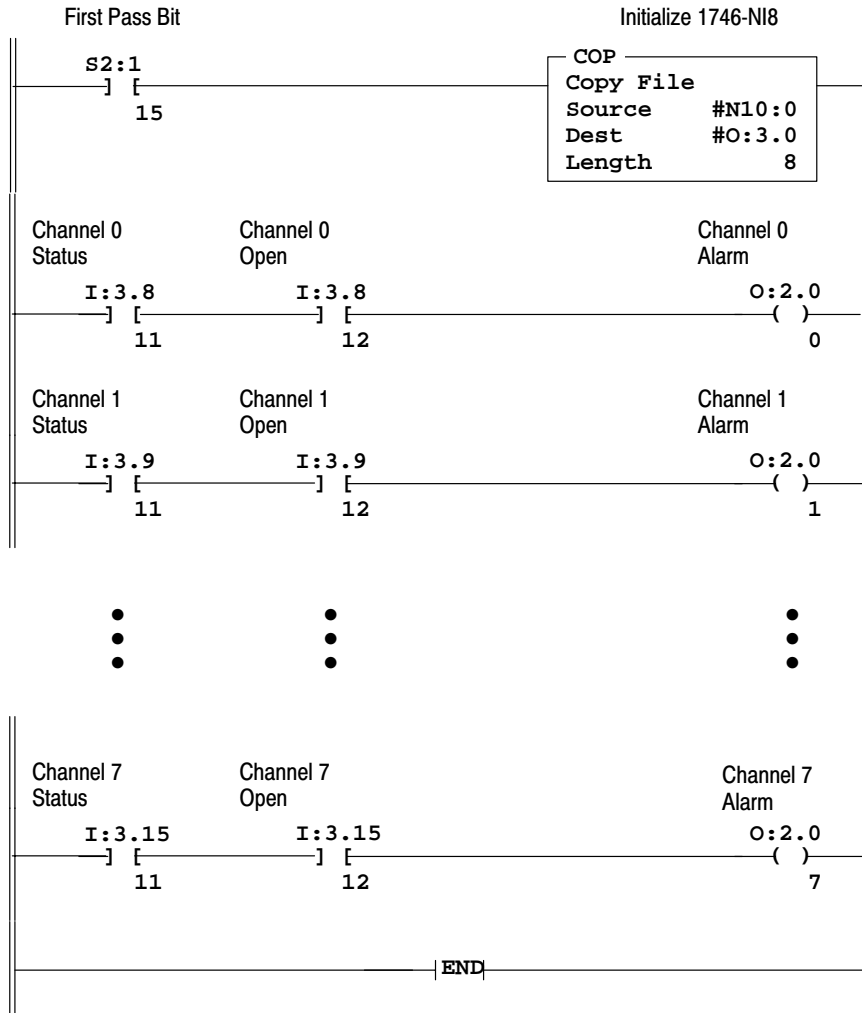 First Pass Bit Initialize 1746-NI8
S2:1 COP
] [ Copy File
15 Source #N10:0
Dest #O:3.0
Length 8
Channel 0 Channel 0 Channel 0
Status Open Alarm
I:3.8 I:3.8 O:2.0
] [ ] [ ( )
11 12 0
Channel 1 Channel 1 Channel 1
Status Open Alarm
I:3.9 I:3.9 O:2.0
] [ ] [ ( )
11 12 1
Channel 7 Channel 7 Channel 7
Status Open Alarm
I:3.15 I:3.15 O:2.0
] [ ] [ ( )
11 12 7
END